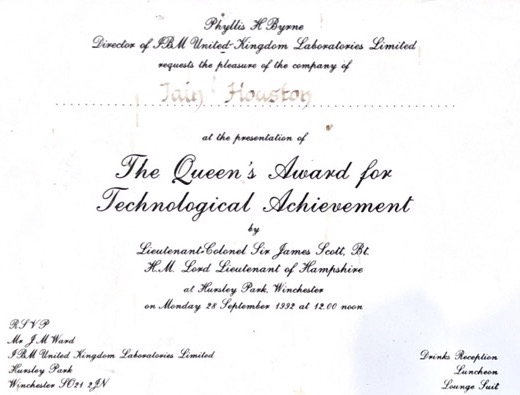 Phyllis H Byrne
Director of IBM United Kingdom Laboratories Limited
requests the pleasure of the company of
Iain Houston
at the presentation of
The Queen's Award for
Technological Achievement
by
Lieutenant-Colonel Sir James Scott, Bt.
H.M. Lord Lieutenant of Hampshire
at Hursley Park, Winchester
on Monday 28 September 1992 at 12.00 noon
RSVP
Mr J M Ward
IBM United Kingdom Laboratories Limited
Hursley Park
Winchester SO21 2JN
Drinks Reception
Luncheon
Lounge Suit